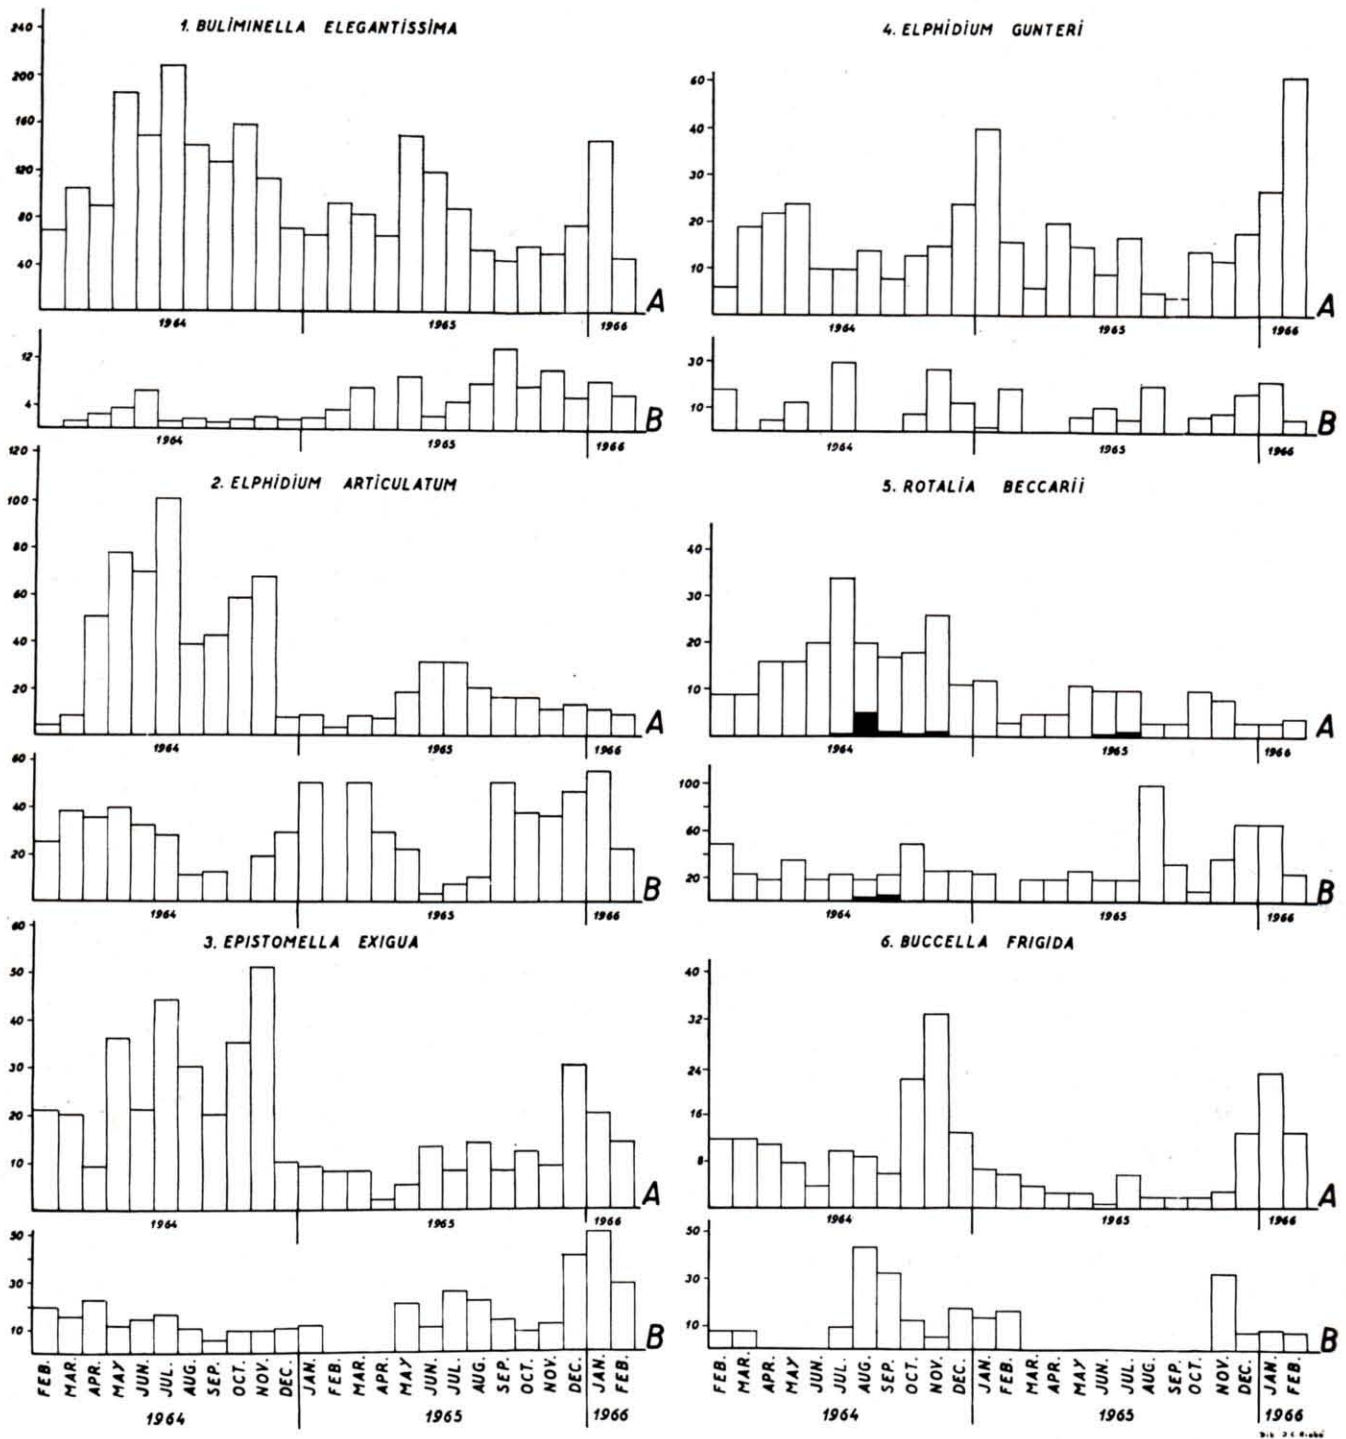 1. BULIMINELLA ELEGANTISSIMA
240
200
160
120
80
40
A
1964 1965 1966
12
4
B
1964 1965 1966
2. ELPHIDIUM ARTICULATUM
120
100
80
60
40
20
A
1964 1965 1966
60
40
20
B
1964 1965 1966
3. EPISTOMELLA EXIGUA
60
50
40
30
20
10
A
1964 1965 1966
50
30
10
B
FEB. MAR. APR. MAY JUN. JUL. AUG. SEP. OCT. NOV. DEC. JAN. FEB. MAR. APR. MAY JUN. JUL. AUG. SEP. OCT. NOV. DEC. JAN. FEB.
1964 1965 1966
4. ELPHIDIUM GUNTERI
60
40
30
20
10
A
1964 1965 1966
30
10
B
1964 1965 1966
5. ROTALIA BECCARII
40
30
20
10
A
1964 1965 1966
100
60
20
B
1964 1965 1966
6. BUCCELLA FRIGIDA
40
32
24
16
8
A
1964 1965 1966
50
30
10
B
FEB. MAR. APR. MAY JUN. JUL. AUG. SEP. OCT. NOV. DEC. JAN. FEB. MAR. APR. MAY JUN. JUL. AUG. SEP. OCT. NOV. DEC. JAN. FEB.
1964 1965 1966